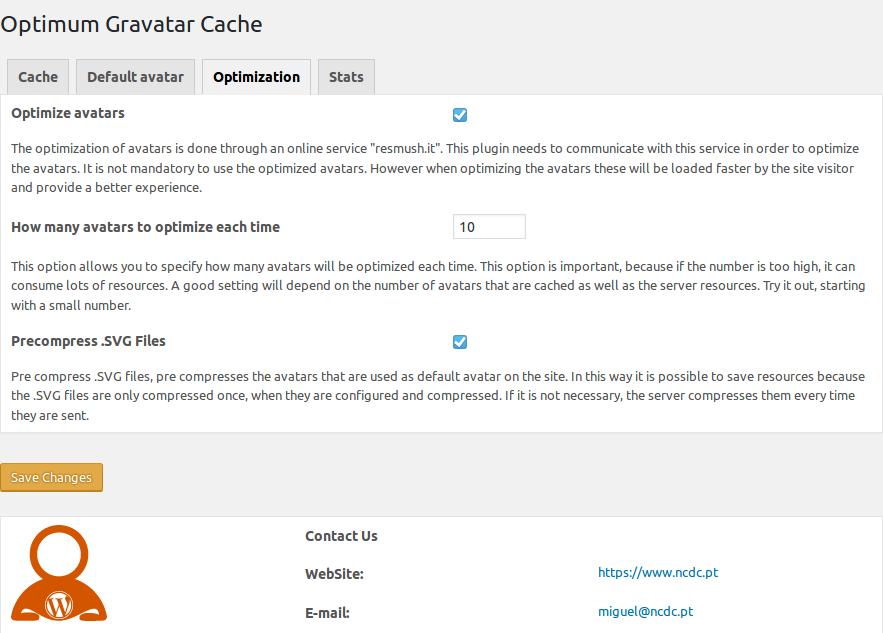 Optimum Gravatar Cache
Cache Default avatar Optimization Stats
Optimize avatars
The optimization of avatars is done through an online service "resmush.it". This plugin needs to communicate with this service in order to optimize
the avatars. It is not mandatory to use the optimized avatars. However when optimizing the avatars these will be loaded faster by the site visitor
and provide a better experience.
How many avatars to optimize each time 10
This option allows you to specify how many avatars will be optimized each time. This option is important, because if the number is too high, it can
consume lots of resources. A good setting will depend on the number of avatars that are cached as well as the server resources. Try it out, starting
with a small number.
Precompress .SVG Files
Pre compress .SVG files, pre compresses the avatars that are used as default avatar on the site. In this way it is possible to save resources because
the .SVG files are only compressed once, when they are configured and compressed. If it is not necessary, the server compresses them every time
they are sent.
Save Changes
Contact Us
WebSite: https://www.ncdc.pt
E-mail: miguel@ncdc.pt